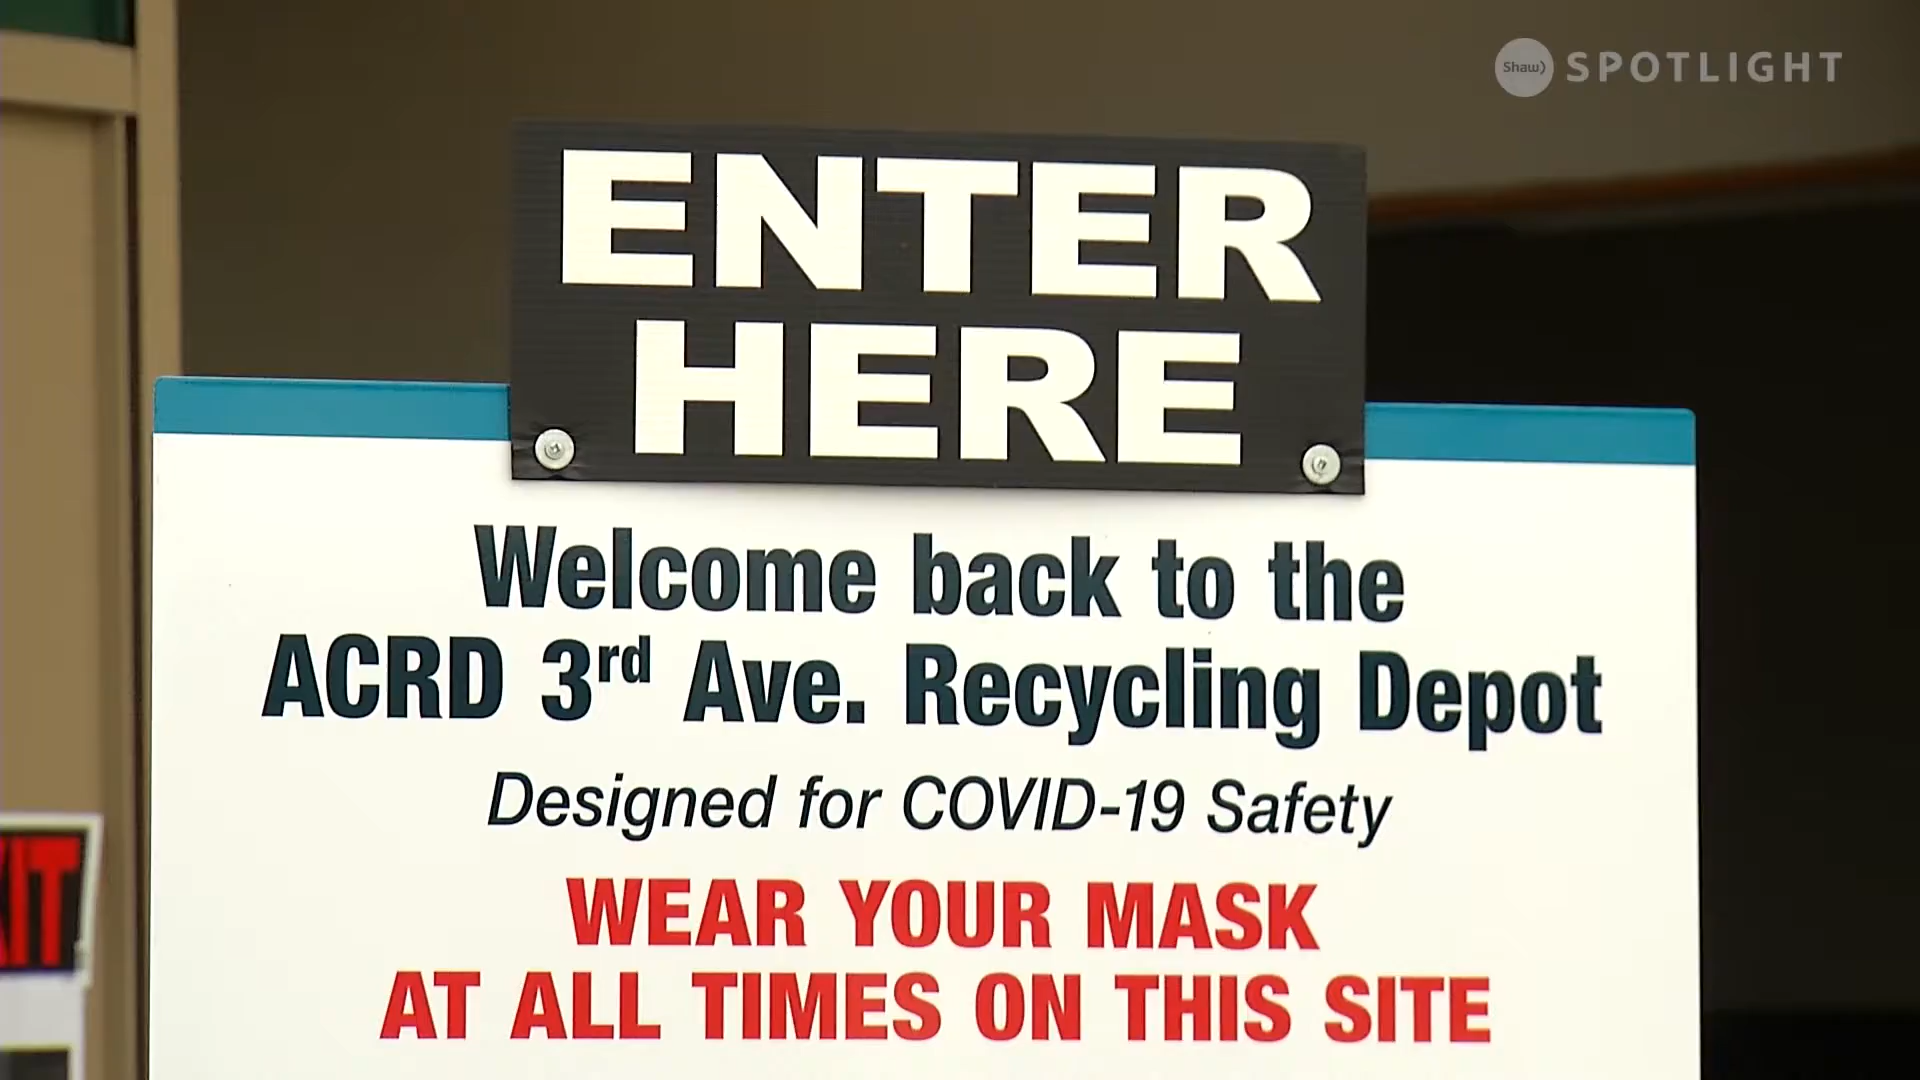 Shaw) SPOTLIGHT
ENTER
HERE
Welcome back to the
ACRD 3rd Ave. Recycling Depot
Designed for COVID-19 Safety
WEAR YOUR MASK
AT ALL TIMES ON THIS SITE